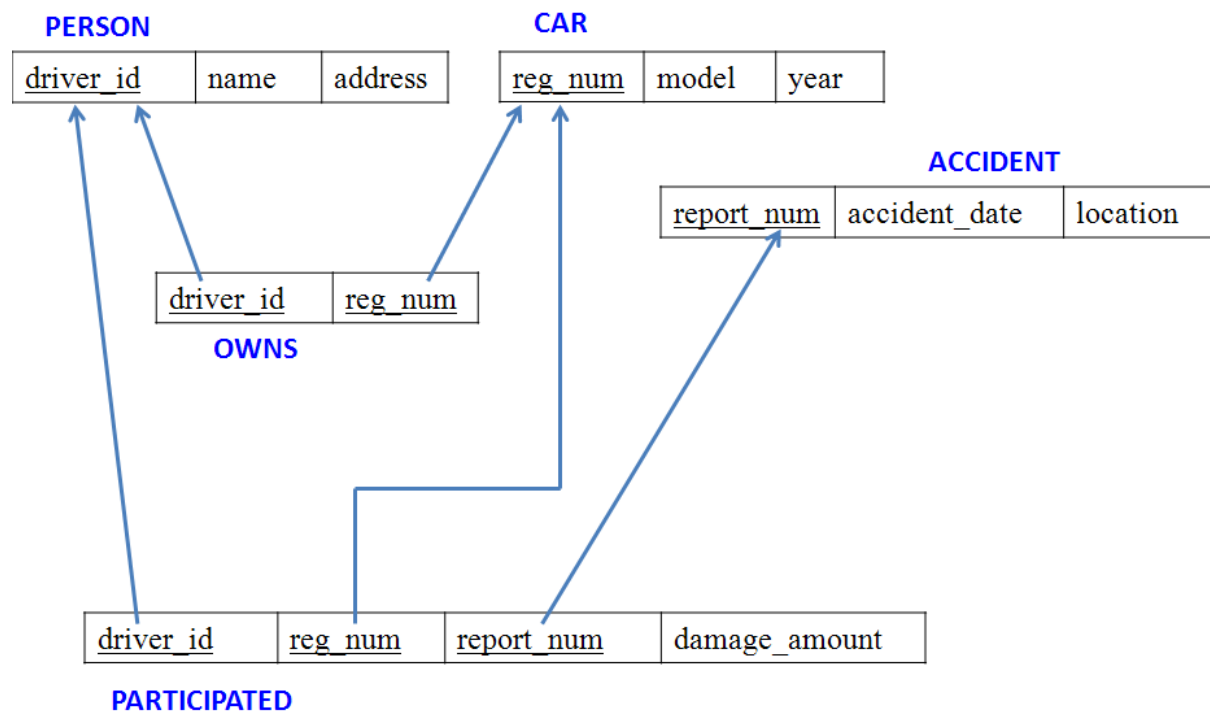 PERSON
CAR
driver_id name address
reg_num model year
ACCIDENT
report_num accident_date location
driver_id reg_num
OWNS
driver_id reg_num report_num damage_amount
PARTICIPATED